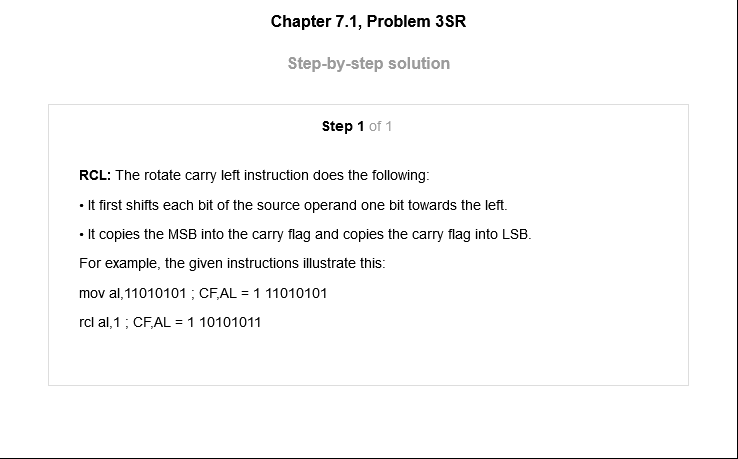 Chapter 7.1, Problem 3SR
Step-by-step solution
Step 1 of 1
RCL: The rotate carry left instruction does the following:
• It first shifts each bit of the source operand one bit towards the left.
• It copies the MSB into the carry flag and copies the carry flag into LSB.
For example, the given instructions illustrate this:
mov al,11010101 ; CF,AL = 1 11010101
rcl al,1 ; CF,AL = 1 10101011